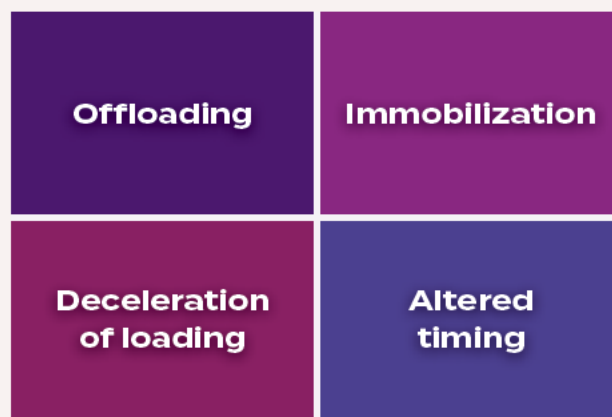 Offloading
Immobilization
Deceleration
of loading
Altered
timing